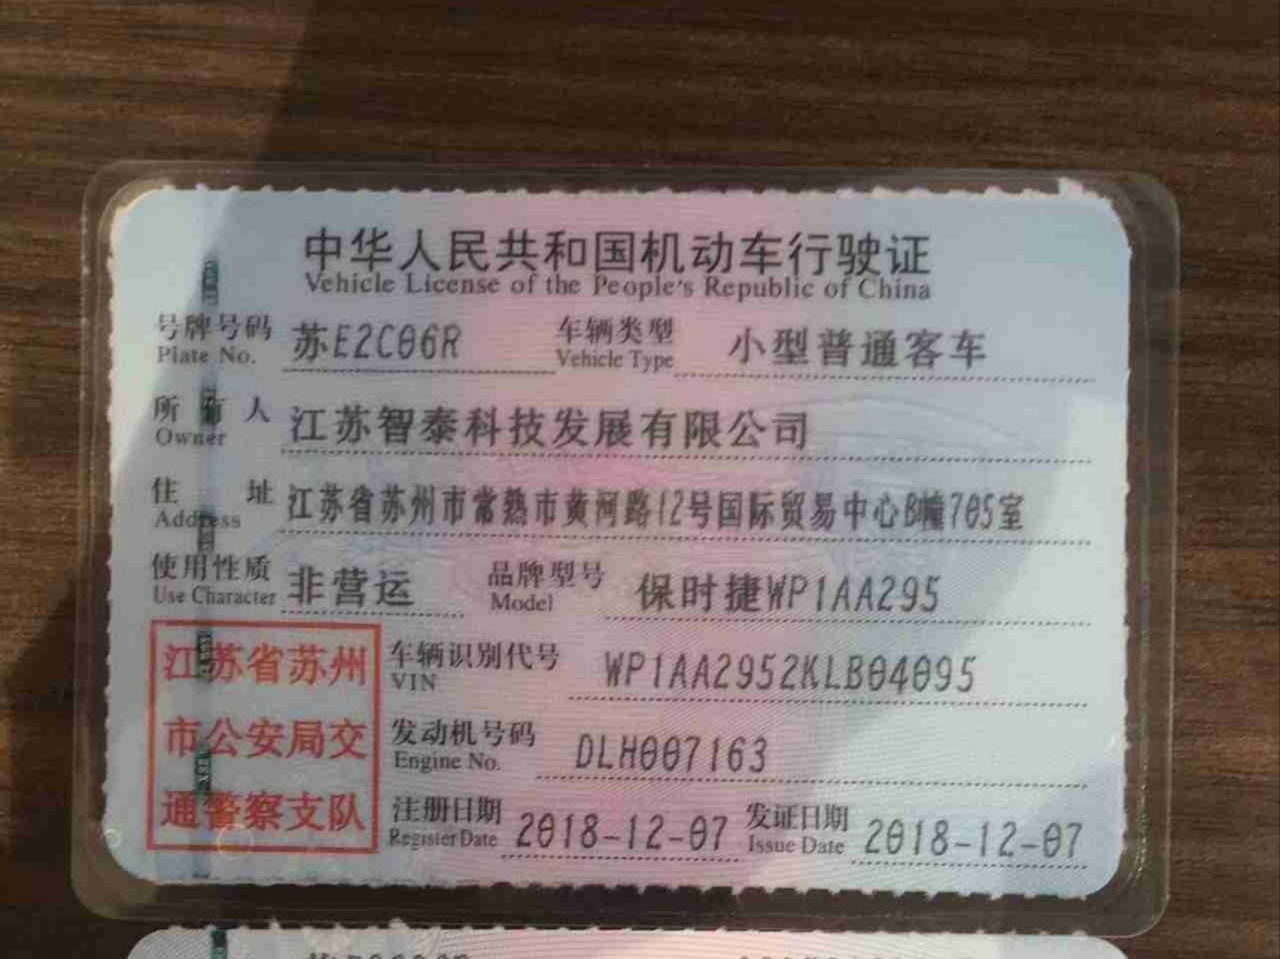 中华人民共和国机动车行驶证
Vehicle License of the People's Republic of China
号牌号码 苏E2C06R 车辆类型 小型普通客车
Plate No. Vehicle Type
所有人 江苏智泰科技发展有限公司
Owner
住址 江苏省苏州市常熟市黄河路12号国际贸易中心B幢705室
Address
使用性质 非营运 品牌型号 保时捷WP1AA295
Use Character Model
江苏省苏州
市公安局交
通警察支队
车辆识别代号 WP1AA2952KLB04095
VIN
发动机号码 DLH007163
Engine No.
注册日期 2018-12-07 发证日期 2018-12-07
Register Date Issue Date